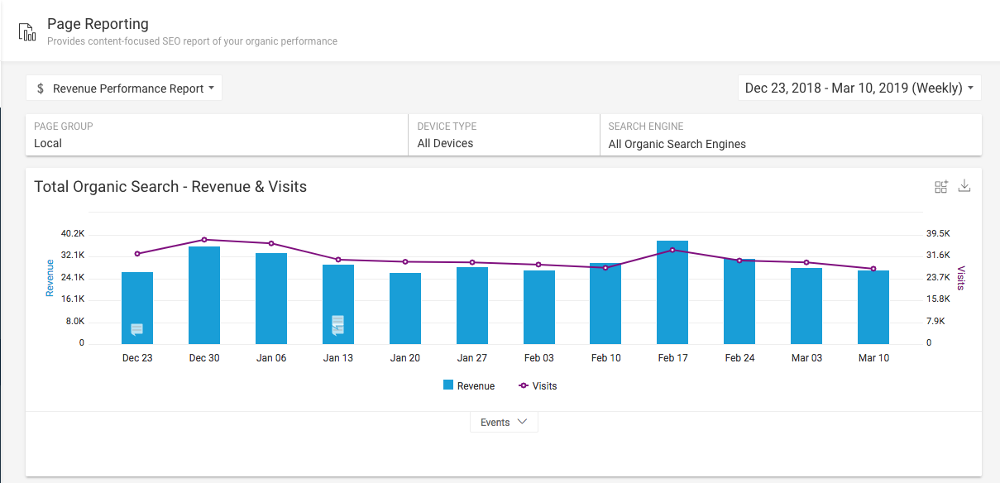 Page Reporting
Provides content-focused SEO report of your organic performance
$ Revenue Performance Report
Dec 23, 2018 - Mar 10, 2019 (Weekly)
PAGE GROUP
Local
DEVICE TYPE
All Devices
SEARCH ENGINE
All Organic Search Engines
Total Organic Search - Revenue & Visits
Revenue
40.2K
32.1K
24.1K
16.1K
8.0K
0
39.5K
31.6K
23.7K
15.8K
7.9K
0
Visits
Dec 23 Dec 30 Jan 06 Jan 13 Jan 20 Jan 27 Feb 03 Feb 10 Feb 17 Feb 24 Mar 03 Mar 10
Revenue Visits
Events